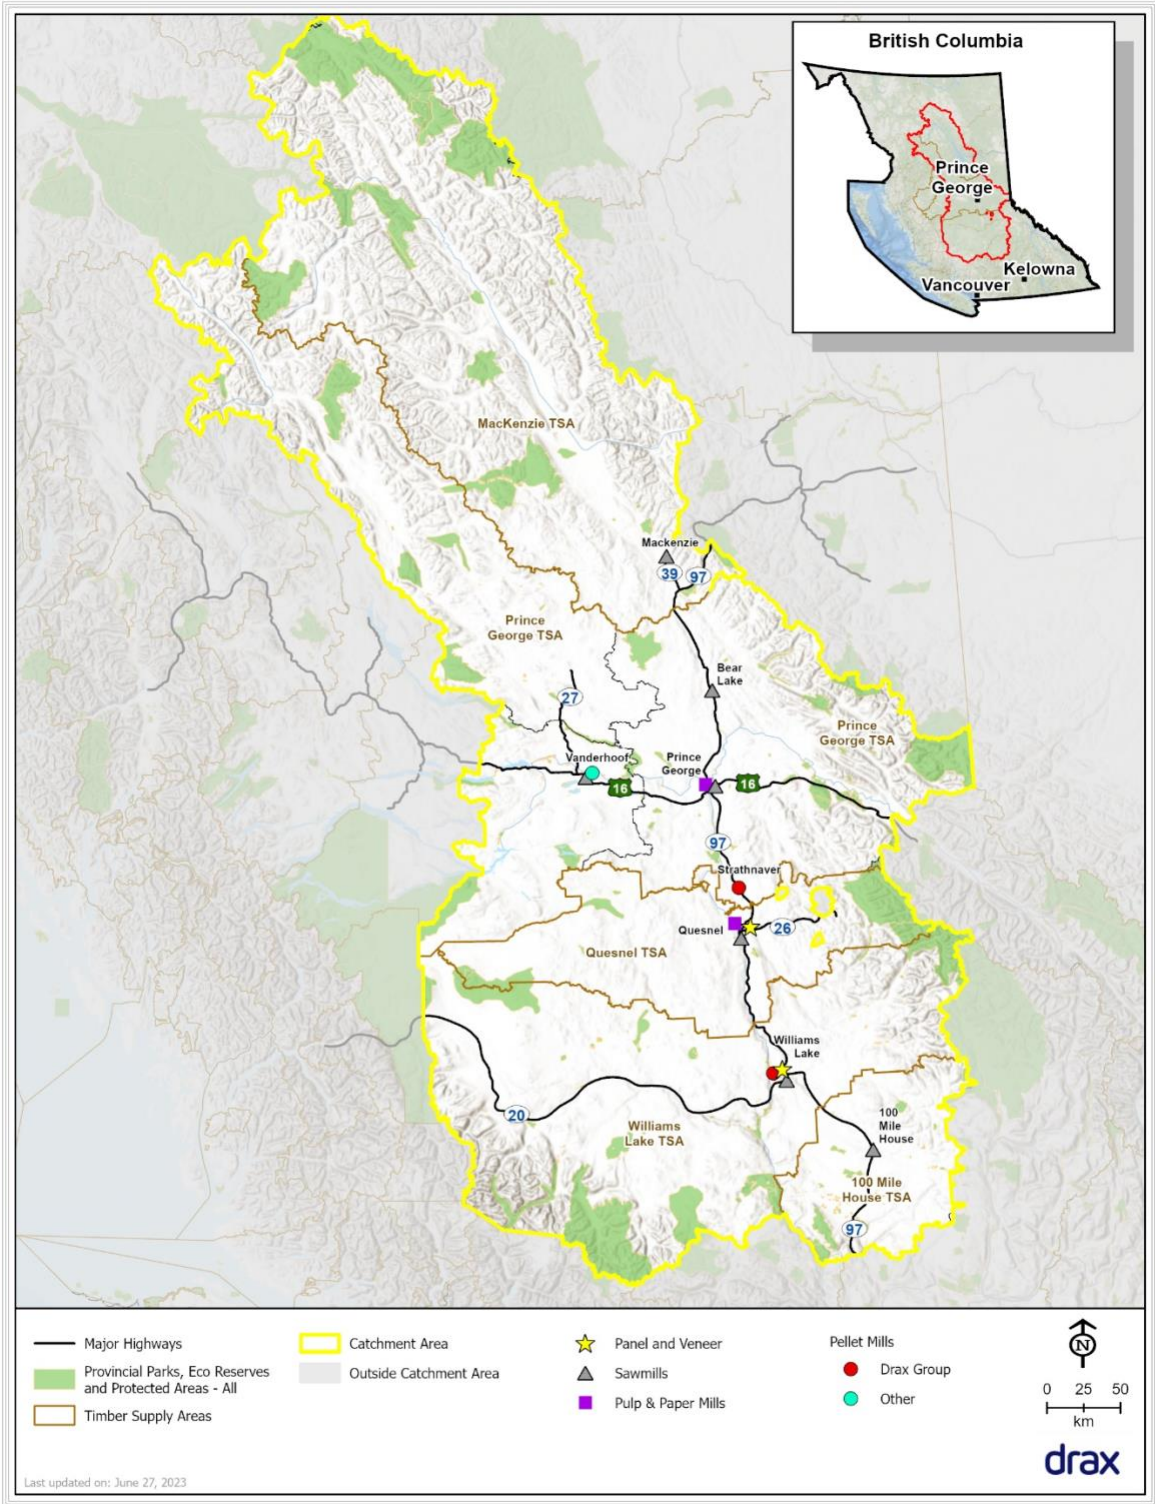 British Columbia
Prince
George
Kelowna
Vancouver
MacKenzie TSA
Mackenzie
39
97
Prince
George TSA
Bear
Lake
27
Prince
George TSA
Vanderhoof
Prince
George
16
16
97
Strathnaver
Quesnel
26
Quesnel TSA
Williams
Lake
20
100
Mile
House
Williams
Lake TSA
100 Mile
House TSA
97
Major Highways
Provincial Parks, Eco Reserves
and Protected Areas - All
Timber Supply Areas
Catchment Area
Outside Catchment Area
Panel and Veneer
Sawmills
Pulp & Paper Mills
Pellet Mills
Drax Group
Other
N
0 25 50
km
drax
Last updated on: June 27, 2023